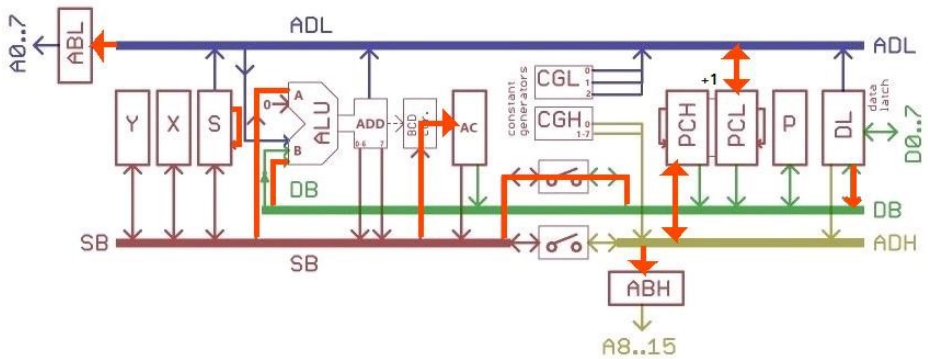 ADL
ADL
A0..7
ABL
Y
X
S
0
A
B
ALU
ADD
0-6
7
BCD
AC
constant
generators
CGL
0
1
2
CGH
0
1-7
+1
PCH
PCL
P
DL
data
latch
D0..7
DB
DB
SB
SB
ADH
ABH
A8..15